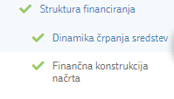 Struktura financiranja
Dinamika črpanja sredstev
Finančna konstrukcija
načrta